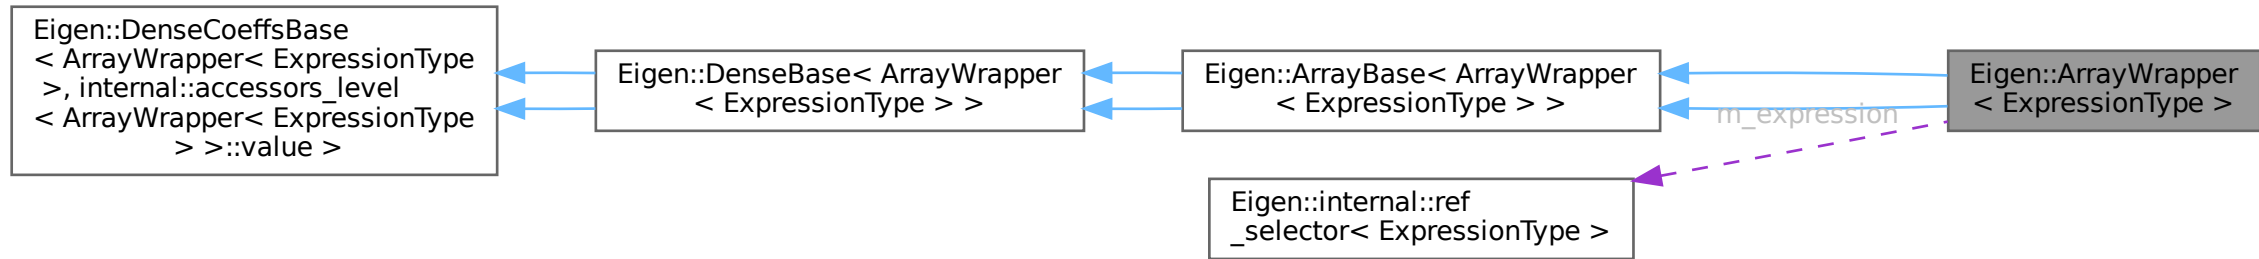 Eigen::DenseCoeffsBase
< ArrayWrapper< ExpressionType
>, internal::accessors_level
< ArrayWrapper< ExpressionType
> >::value >
Eigen::DenseBase< ArrayWrapper
< ExpressionType > >
Eigen::ArrayBase< ArrayWrapper
< ExpressionType > >
m_expression
Eigen::ArrayWrapper
< ExpressionType >
Eigen::internal::ref
_selector< ExpressionType >